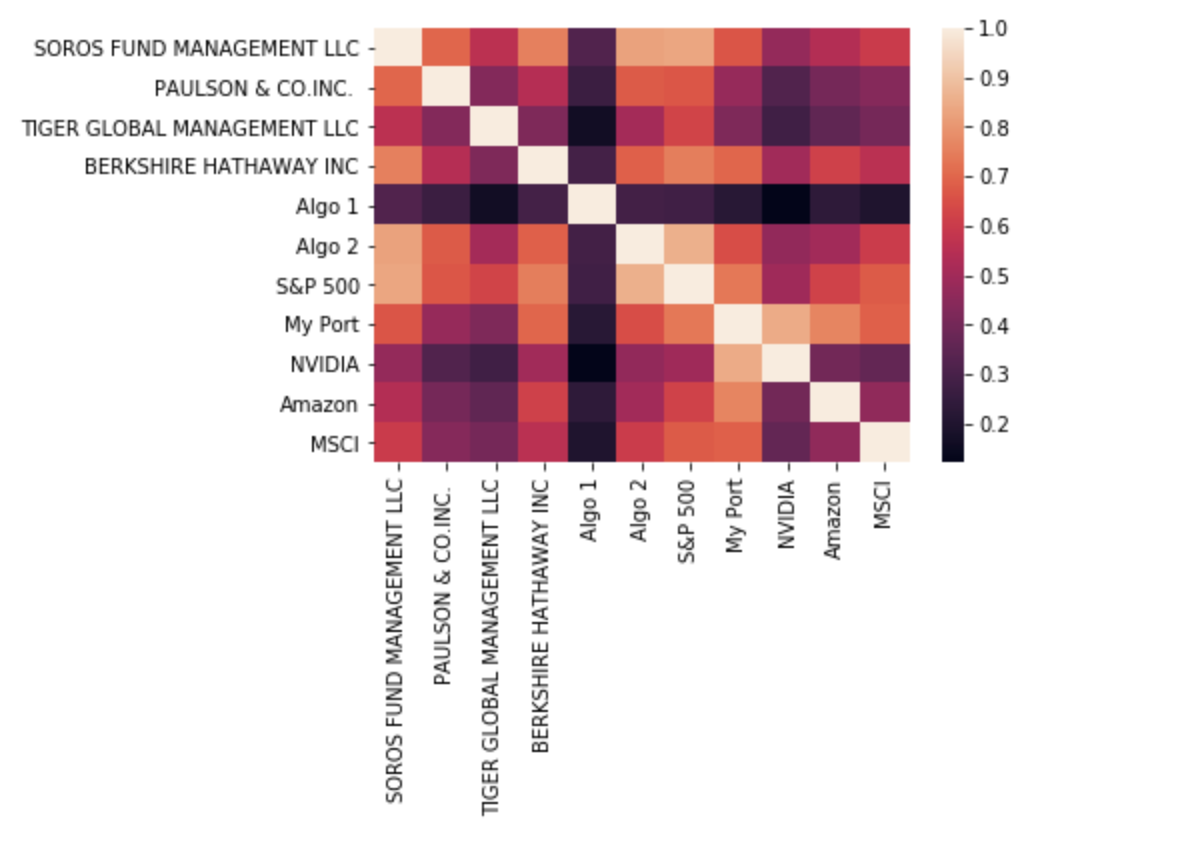 SOROS FUND MANAGEMENT LLC
PAULSON & CO.INC.
TIGER GLOBAL MANAGEMENT LLC
BERKSHIRE HATHAWAY INC
Algo 1
Algo 2
S&P 500
My Port
NVIDIA
Amazon
MSCI
1.0
0.9
0.8
0.7
0.6
0.5
0.4
0.3
0.2
SOROS FUND MANAGEMENT LLC
PAULSON & CO.INC.
TIGER GLOBAL MANAGEMENT LLC
BERKSHIRE HATHAWAY INC
Algo 1
Algo 2
S&P 500
My Port
NVIDIA
Amazon
MSCI